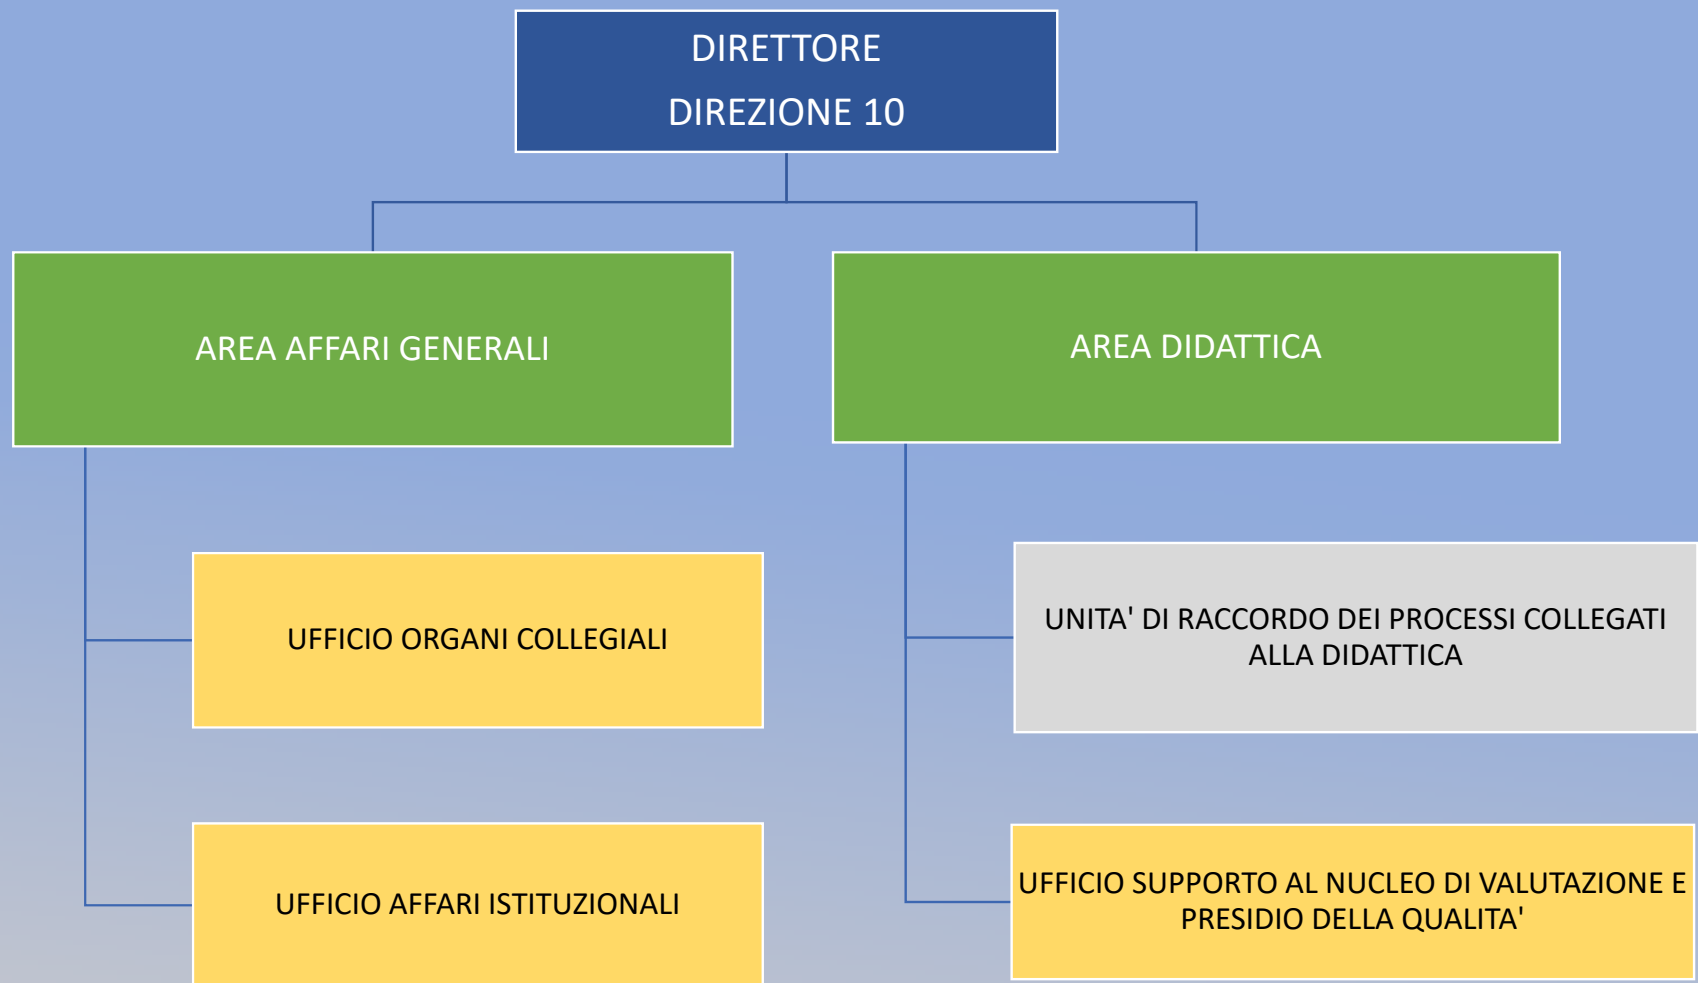 DIRETTORE
DIREZIONE 10
AREA AFFARI GENERALI
AREA DIDATTICA
UFFICIO ORGANI COLLEGIALI
UNITA' DI RACCORDO DEI PROCESSI COLLEGATI
ALLA DIDATTICA
UFFICIO AFFARI ISTITUZIONALI
UFFICIO SUPPORTO AL NUCLEO DI VALUTAZIONE E
PRESIDIO DELLA QUALITA'